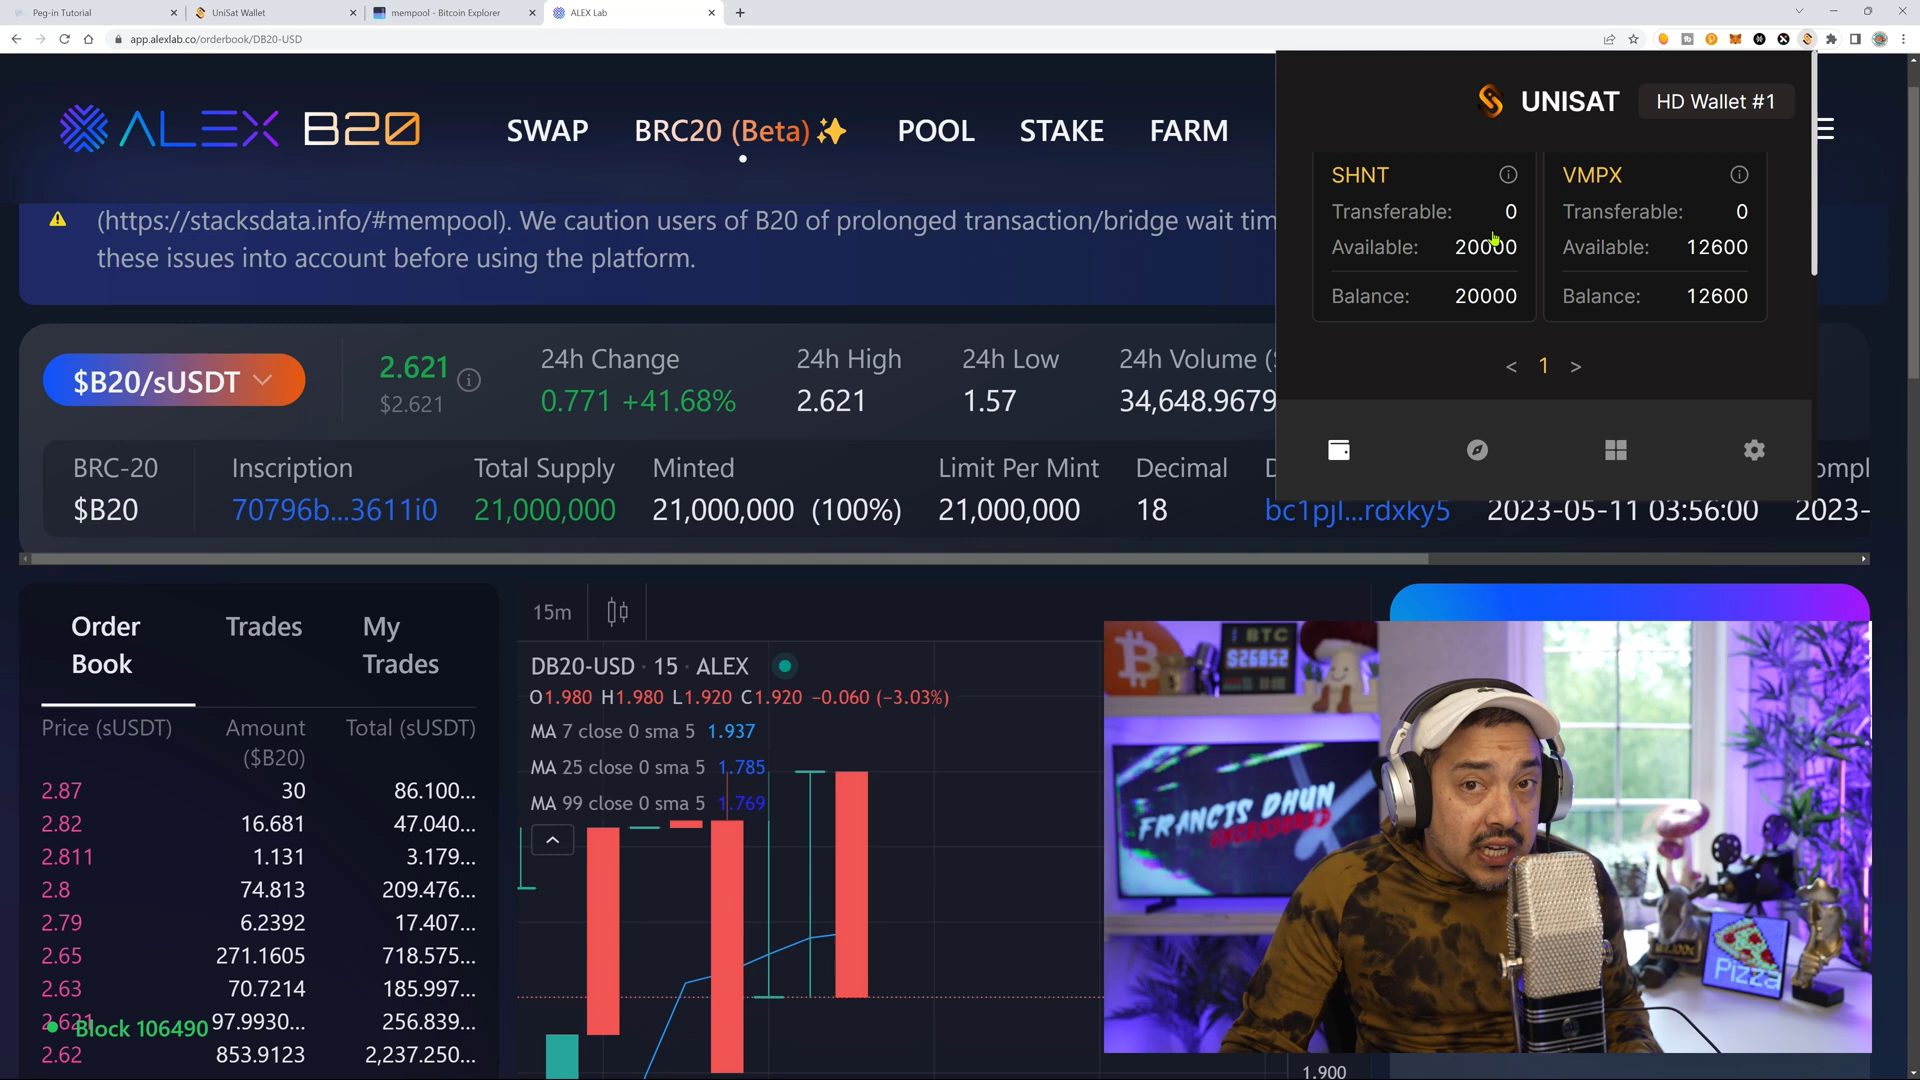 Peg-in Tutorial
UniSat Wallet
mempool - Bitcoin Explorer
ALEX Lab
app.alexlab.co/orderbook/DB20-USD
ALEX B20
SWAP
BRC20 (Beta)✨
POOL
STAKE
FARM
UNISAT
HD Wallet #1
SHNT
Transferable: 0
Available: 20000
Balance: 20000
VMPX
Transferable: 0
Available: 12600
Balance: 12600
< 1 >
(https://stacksdata.info/#mempool). We caution users of B20 of prolonged transaction/bridge wait tim
these issues into account before using the platform.
$B20/sUSDT
2.621
$2.621
24h Change
0.771 +41.68%
24h High
2.621
24h Low
1.57
24h Volume (
34,648.9679
BRC-20
$B20
Inscription
70796b...3611i0
Total Supply
21,000,000
Minted
21,000,000 (100%)
Limit Per Mint
21,000,000
Decimal
18
bc1pjl...rdxky5
2023-05-11 03:56:00
ompl
2023-
Order
Book
Trades
My
Trades
Price (sUSDT)
Amount
($B20)
Total (sUSDT)
2.87 30 86.100...
2.82 16.681 47.040...
2.811 1.131 3.179...
2.8 74.813 209.476...
2.79 6.2392 17.407...
2.65 271.1605 718.575...
2.63 70.7214 185.997...
2.621 97.9930... 256.839...
Block 106490
2.62 853.9123 2,237.250...
15m
DB20-USD · 15 · ALEX
O1.980 H1.980 L1.920 C1.920 -0.060 (-3.03%)
MA 7 close 0 sma 5 1.937
MA 25 close 0 sma 5 1.785
MA 99 close 0 sma 5 1.769
1.900
BTC
$26852
FRANCIS DHUN
UNCENSORED
Pizza